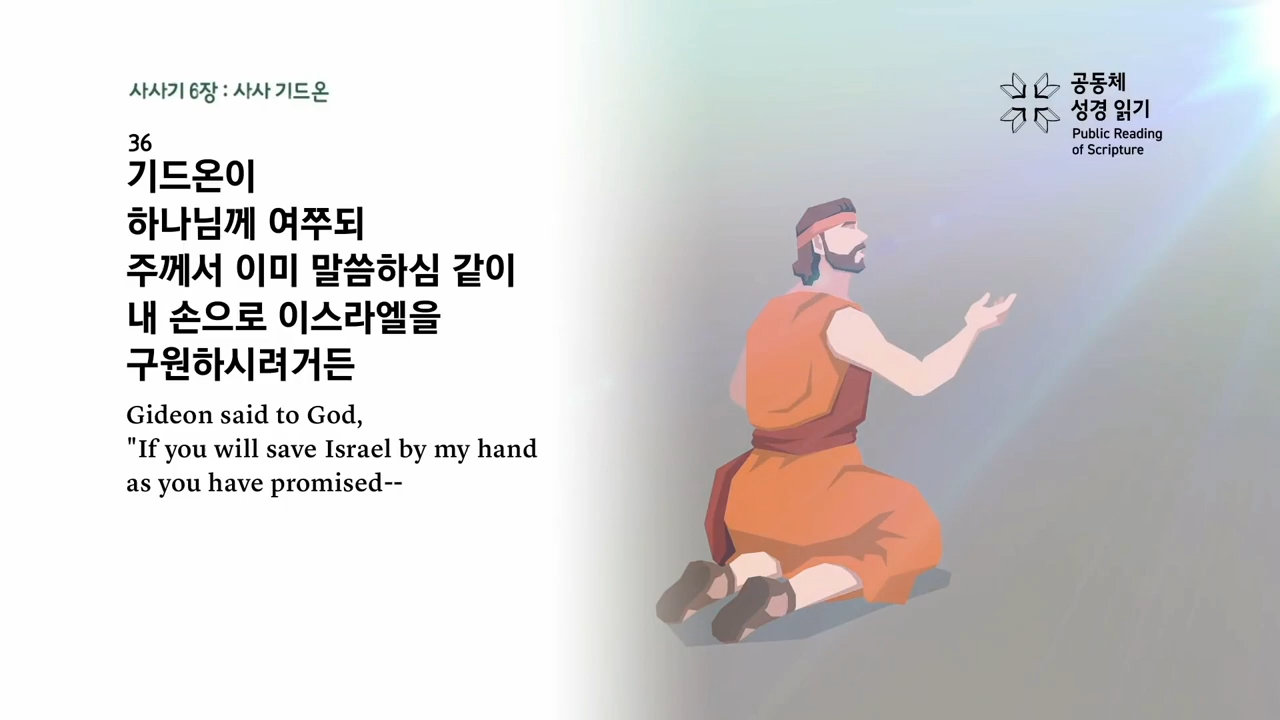 사사기 6장 : 사사 기드온
36
기드온이
하나님께 여쭈되
주께서 이미 말씀하심 같이
내 손으로 이스라엘을
구원하시려거든
Gideon said to God,
"If you will save Israel by my hand
as you have promised--
공동체
성경 읽기
Public Reading
of Scripture